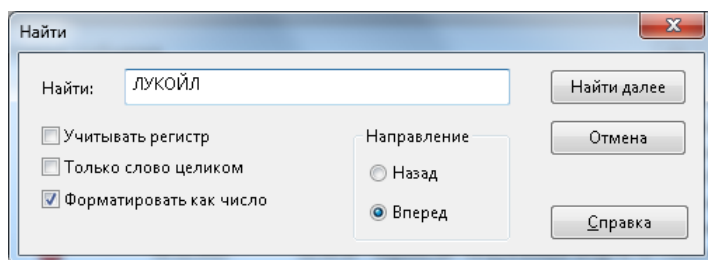 Найти
Найти: ЛУКОЙЛ Найти далее
Учитывать регистр Направление Отмена
Только слово целиком Назад
Форматировать как число Вперед Справка